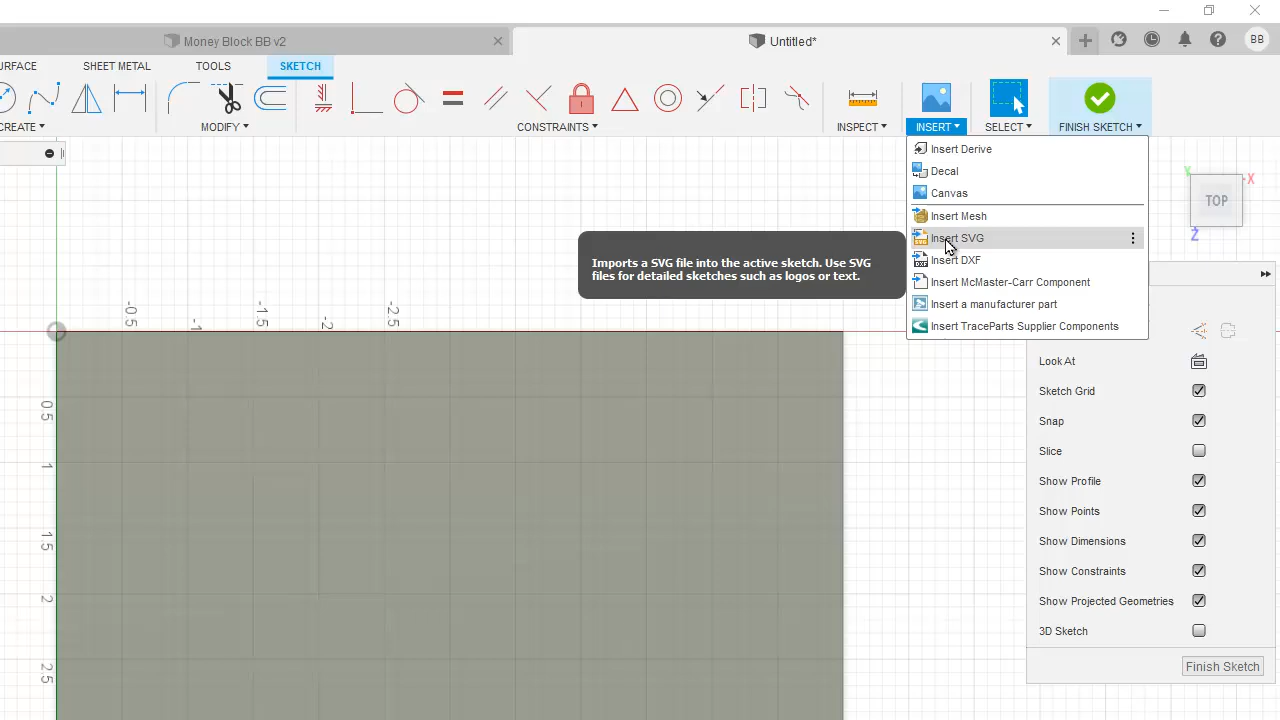 Money Block BB v2
Untitled*
BB
URFACE
SHEET METAL
TOOLS
SKETCH
CREATE
MODIFY
CONSTRAINTS
INSPECT
INSERT
SELECT
FINISH SKETCH
Insert Derive
Decal
Canvas
Insert Mesh
Insert SVG
Insert DXF
Insert McMaster-Carr Component
Insert a manufacturer part
Insert TraceParts Supplier Components
Imports a SVG file into the active sketch. Use SVG
files for detailed sketches such as logos or text.
Y
X
TOP
Z
-0.5
-1
-1.5
-2
-2.5
0.5
1
1.5
2
2.5
Look At
Sketch Grid
Snap
Slice
Show Profile
Show Points
Show Dimensions
Show Constraints
Show Projected Geometries
3D Sketch
Finish Sketch